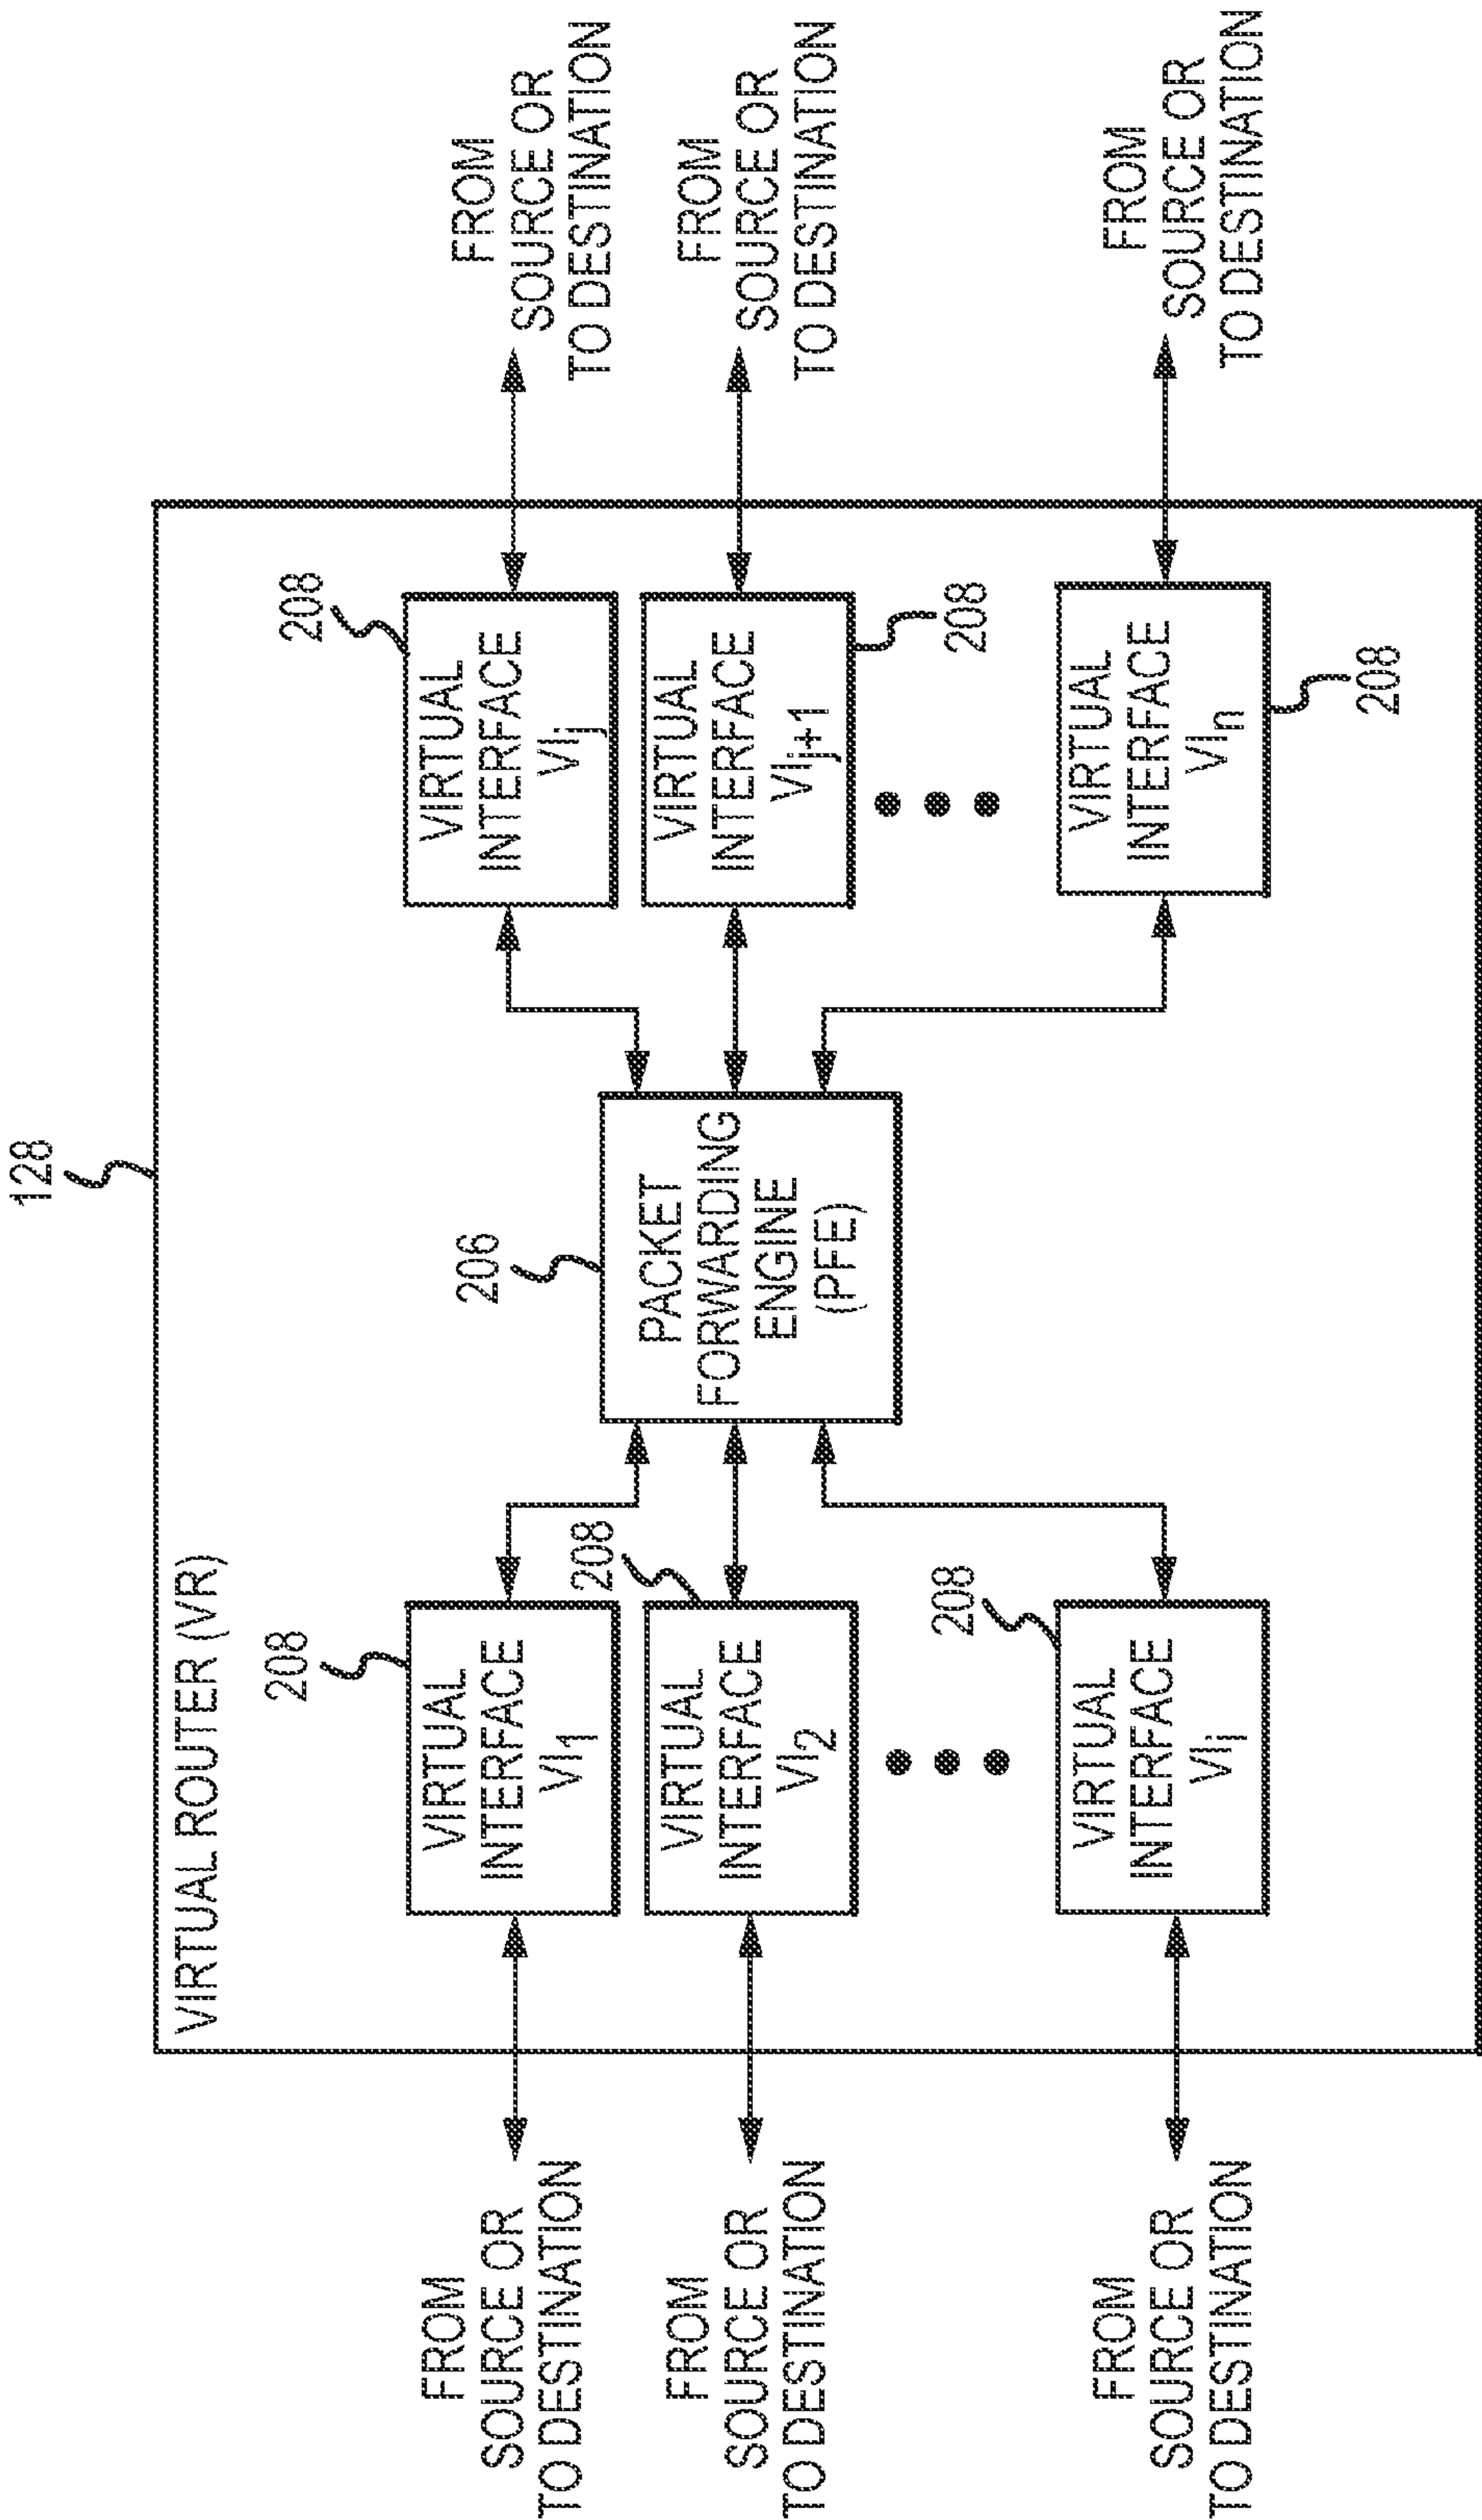 128
VIRTUAL ROUTER (VR)
208
VIRTUAL
INTERFACE
VI1
208
VIRTUAL
INTERFACE
VI2
208
VIRTUAL
INTERFACE
VIi
206
PACKET
FORWARDING
ENGINE
(PFE)
208
VIRTUAL
INTERFACE
VIj
VIRTUAL
INTERFACE
VIj+1
208
VIRTUAL
INTERFACE
VIn
208
FROM
SOURCE OR
TO DESTINATION
FROM
SOURCE OR
TO DESTINATION
FROM
SOURCE OR
TO DESTINATION
FROM
SOURCE OR
TO DESTINATION
FROM
SOURCE OR
TO DESTINATION
FROM
SOURCE OR
TO DESTINATION